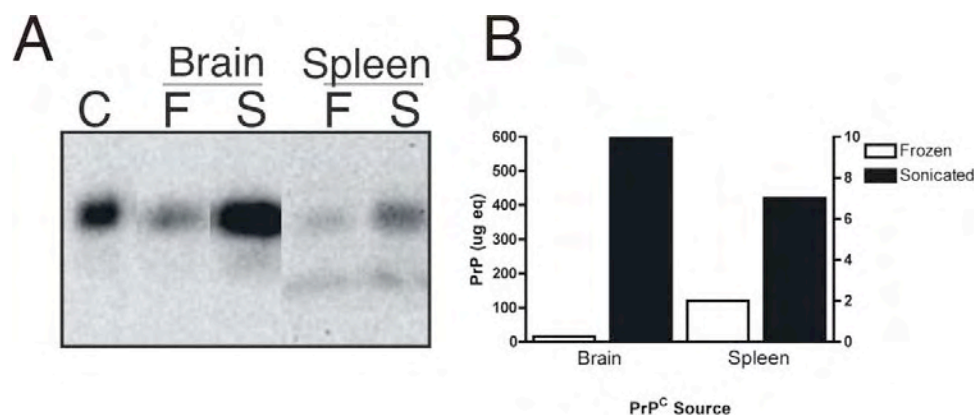 A
Brain Spleen
C F S F S
B
PrP (ug eq)
600
500
400
300
200
100
0
10
8
6
4
2
0
Frozen
Sonicated
Brain Spleen
PrP^C Source